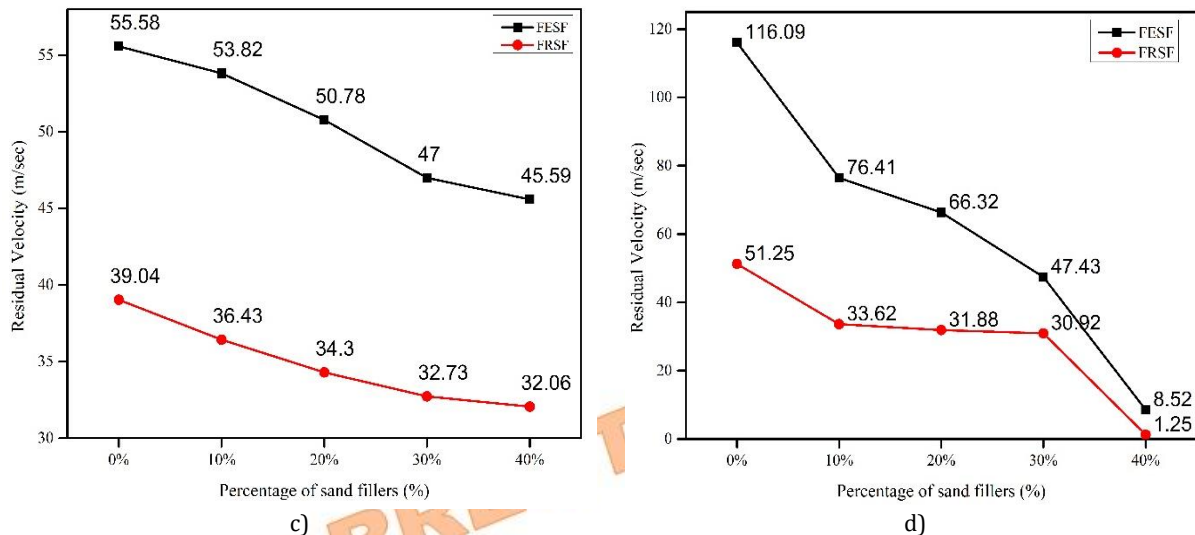 55.58
53.82
50.78
47
45.59
39.04
36.43
34.3
32.73
32.06
FESF
FRSF
55
50
45
40
35
30
Residual Velocity (m/sec)
0% 10% 20% 30% 40%
Percentage of sand fillers (%)
c)
116.09
76.41
66.32
47.43
8.52
51.25
33.62
31.88
30.92
1.25
FESF
FRSF
120
100
80
60
40
20
0
Residual Velocity (m/sec)
0% 10% 20% 30% 40%
Percentage of sand fillers (%)
d)